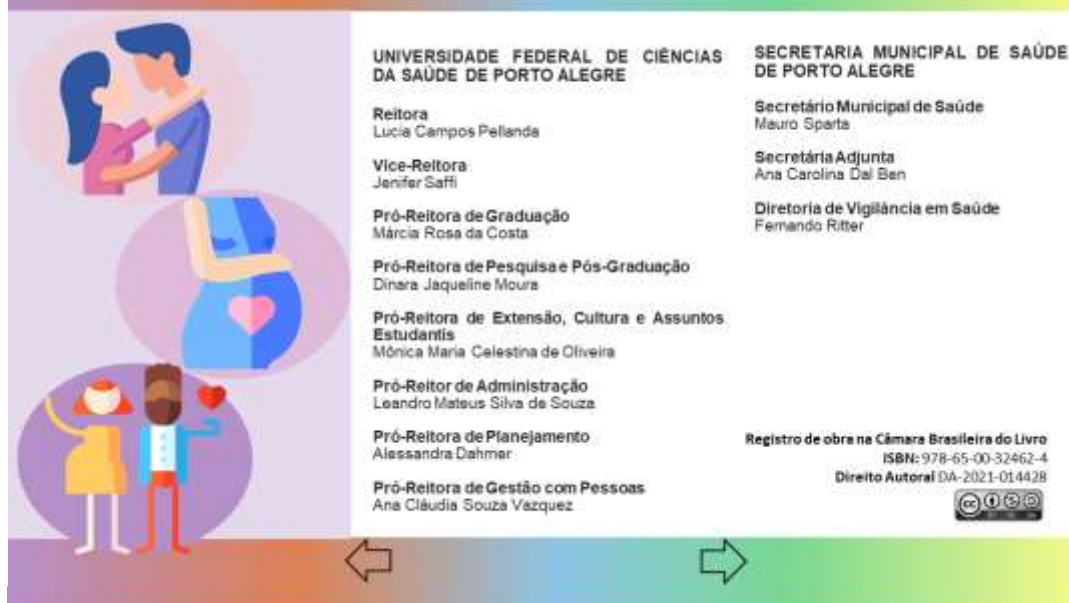 UNIVERSIDADE FEDERAL DE CIÊNCIAS
DA SAÚDE DE PORTO ALEGRE
Reitora
Lucia Campos Pellanda
Vice-Reitora
Jenifer Saffi
Pró-Reitora de Graduação
Márcia Rosa da Costa
Pró-Reitora de Pesquisa e Pós-Graduação
Dinara Jaqueline Moura
Pró-Reitora de Extensão, Cultura e Assuntos
Estudantis
Mônica Maria Celestina de Oliveira
Pró-Reitor de Administração
Leandro Mateus Silva de Souza
Pró-Reitora de Planejamento
Alessandra Dahmer
Pró-Reitora de Gestão com Pessoas
Ana Cláudia Souza Vazquez
SECRETARIA MUNICIPAL DE SAÚDE
DE PORTO ALEGRE
Secretário Municipal de Saúde
Mauro Sparta
Secretária Adjunta
Ana Carolina Dal Ben
Diretoria de Vigilância em Saúde
Fernando Ritter
Registro de obra na Câmara Brasileira do Livro
ISBN: 978-65-00-32462-4
Direito Autoral DA-2021-014428
cc